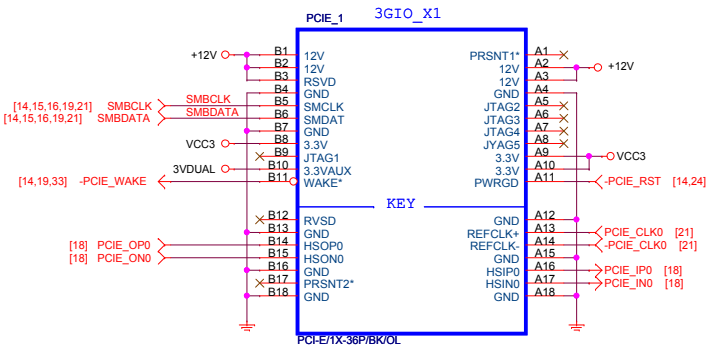 3GIO_X1
PCIE_1
+12V B1 12V PRSNT1* A1
B2 12V 12V A2 +12V
B3 RSVD 12V A3
B4 GND GND A4
[14,15,16,19,21] SMBCLK SMBCLK B5 SMCLK JTAG2 A5
[14,15,16,19,21] SMBDATA SMBDATA B6 SMDAT JTAG3 A6
B7 GND JTAG4 A7
VCC3 B8 3.3V JYAG5 A8
B9 JTAG1 3.3V A9 VCC3
3VDUAL B10 3.3VAUX 3.3V A10
[14,19,33] -PCIE_WAKE B11 WAKE* PWRGD A11 -PCIE_RST [14,24]
KEY
B12 RVSD GND A12
B13 GND REFCLK+ A13 PCIE_CLK0 [21]
[18] PCIE_OP0 B14 HSOP0 REFCLK- A14 -PCIE_CLK0 [21]
[18] PCIE_ON0 B15 HSON0 GND A15
B16 GND HSIP0 A16 PCIE_IP0 [18]
B17 PRSNT2* HSIN0 A17 PCIE_IN0 [18]
B18 GND GND A18
PCI-E/1X-36P/BK/OL